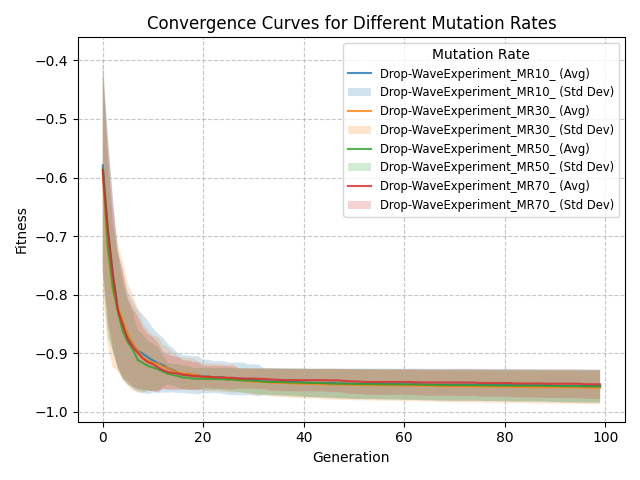 Convergence Curves for Different Mutation Rates
Mutation Rate
Drop-WaveExperiment_MR10_ (Avg)
Drop-WaveExperiment_MR10_ (Std Dev)
Drop-WaveExperiment_MR30_ (Avg)
Drop-WaveExperiment_MR30_ (Std Dev)
Drop-WaveExperiment_MR50_ (Avg)
Drop-WaveExperiment_MR50_ (Std Dev)
Drop-WaveExperiment_MR70_ (Avg)
Drop-WaveExperiment_MR70_ (Std Dev)
Fitness
−0.4
−0.5
−0.6
−0.7
−0.8
−0.9
−1.0
0 20 40 60 80 100
Generation